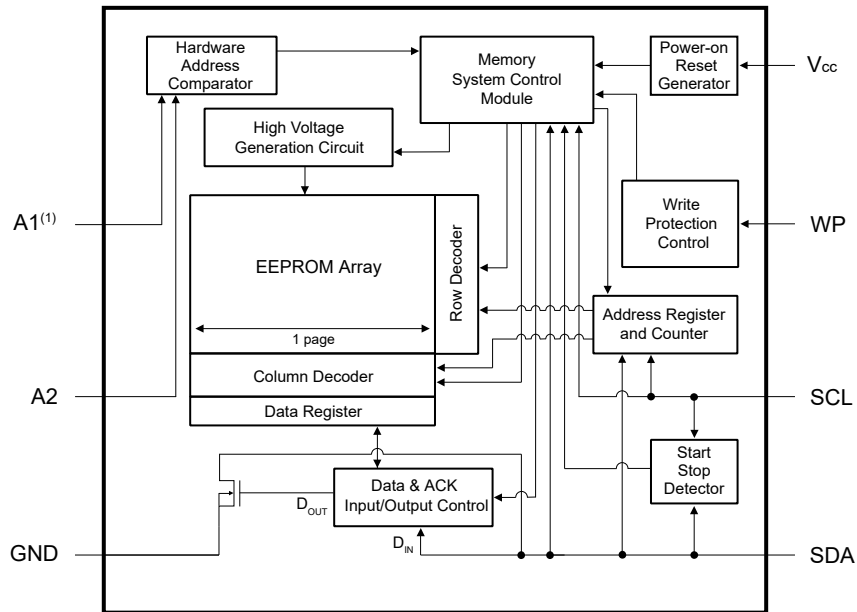 Hardware
Address
Comparator
Memory
System Control
Module
Power-on
Reset
Generator
Vcc
High Voltage
Generation Circuit
A1(1)
EEPROM Array
1 page
Row Decoder
Write
Protection
Control
WP
Address Register
and Counter
A2
Column Decoder
Data Register
SCL
Start
Stop
Detector
Data & ACK
Input/Output Control
DOUT
DIN
GND
SDA